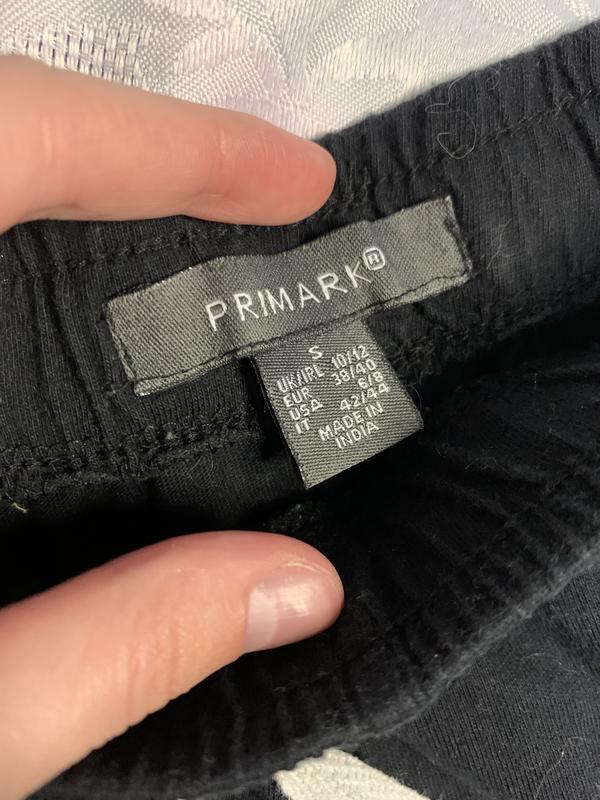 PRIMARK®
S
UK/IRL 10/12
EUR 38/40
USA 6/8
IT 42/44
MADE IN
INDIA